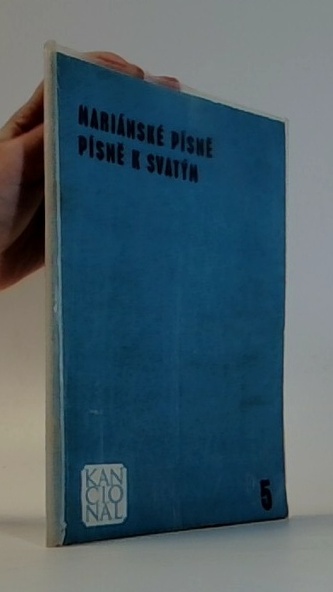 MARIÁNSKÉ PÍSNĚ
PÍSNĚ K SVATÝM
KAN
CIO
NÁL
5